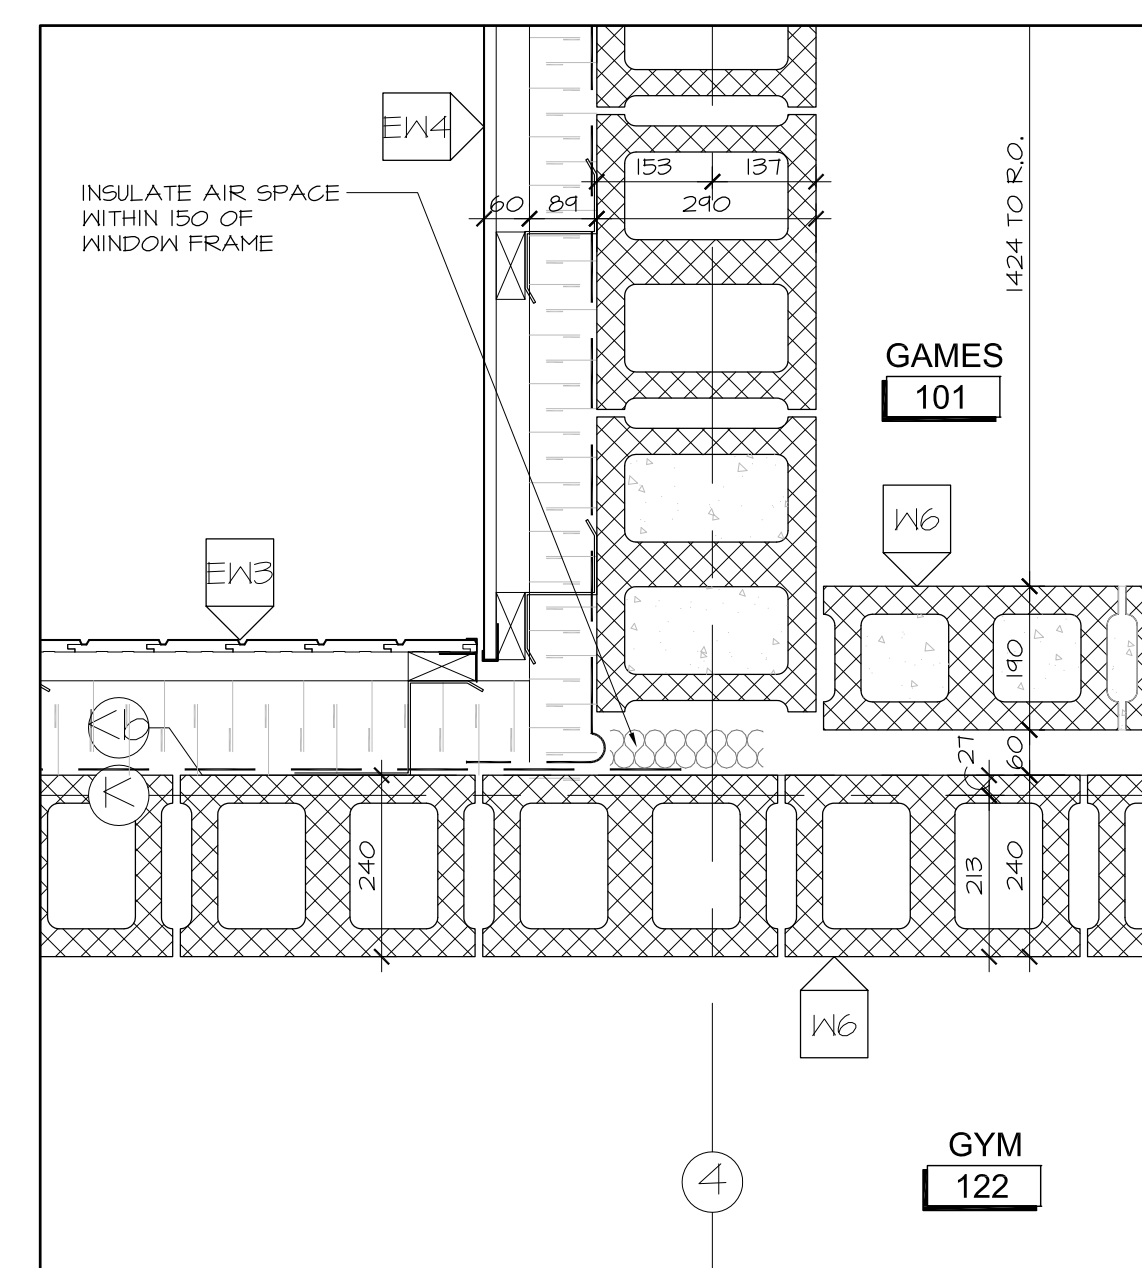 EW4
153
137
60
89
290
1424 TO R.O.
INSULATE AIR SPACE
WITHIN 150 OF
WINDOW FRAME
GAMES
101
W6
EW3
190
Kb
27
60
K
240
213
240
W6
4
GYM
122